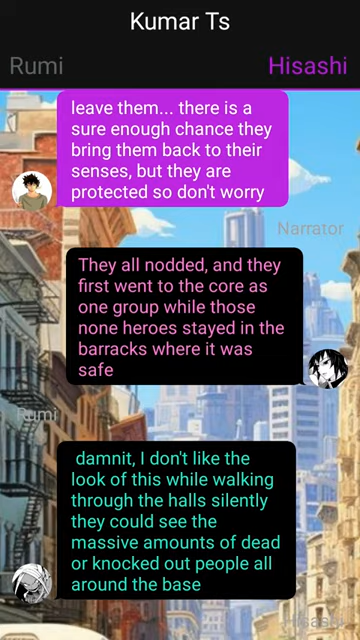 Kumar Ts
Rumi
Hisashi
leave them... there is a
sure enough chance they
bring them back to their
senses, but they are
protected so don't worry
Narrator
They all nodded, and they
first went to the core as
one group while those
none heroes stayed in the
barracks where it was
safe
Rumi
damnit, I don't like the
look of this while walking
through the halls silently
they could see the
massive amounts of dead
or knocked out people all
around the base
Hisashi